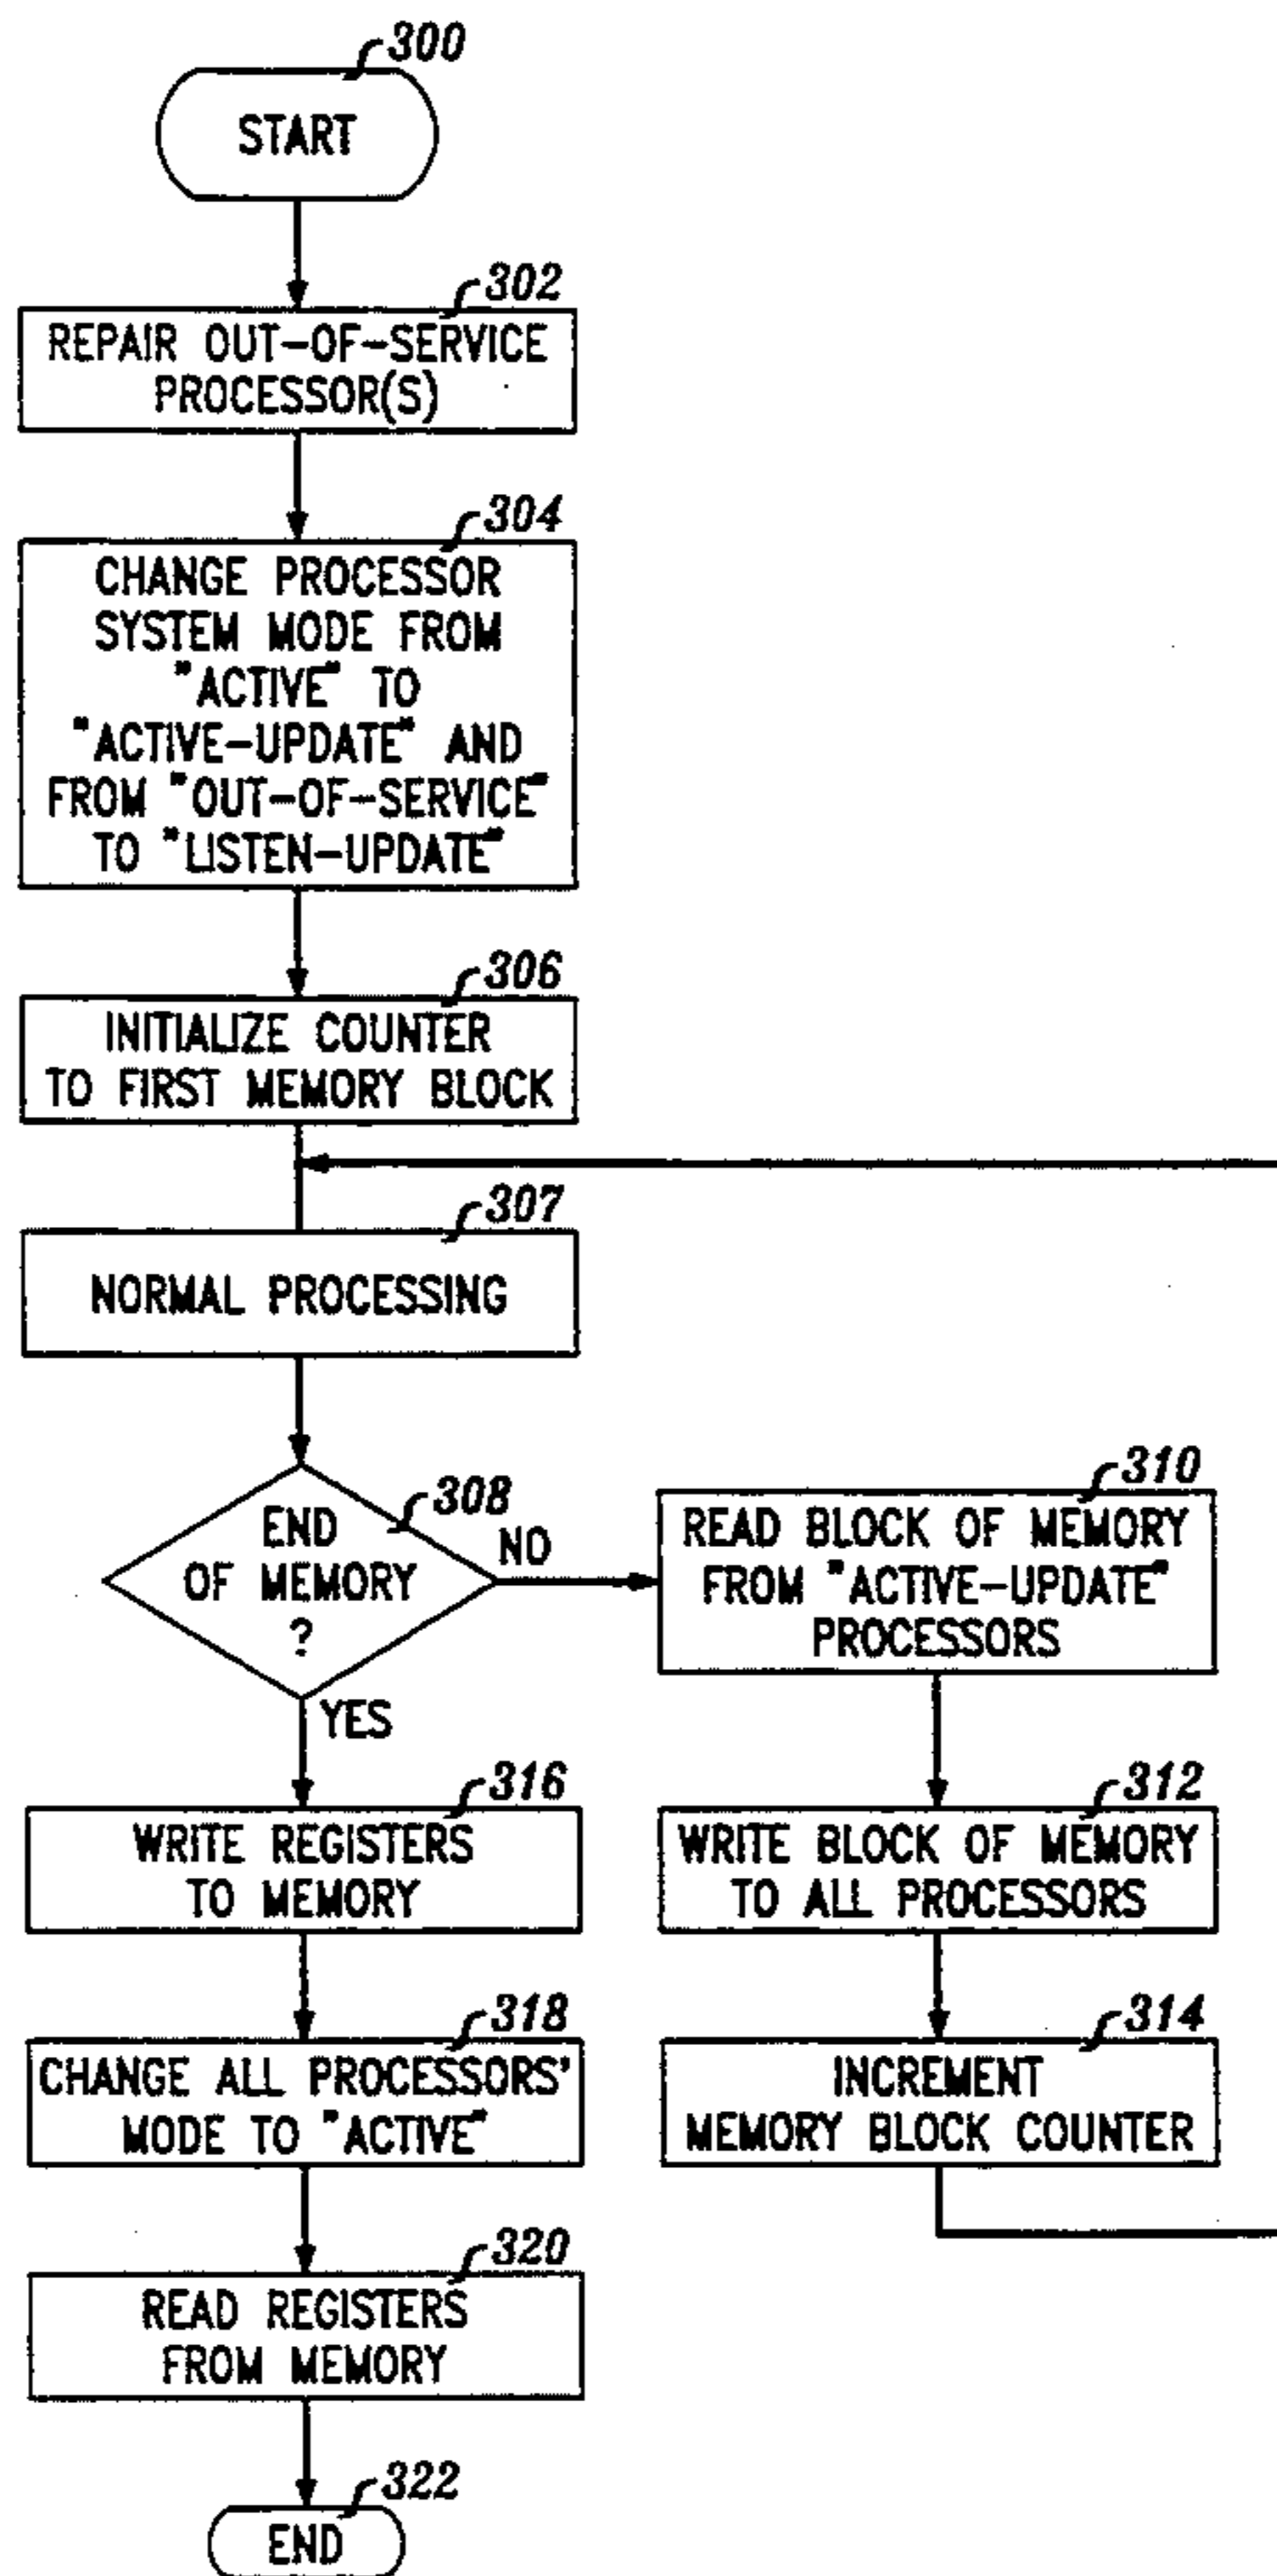 300
START
302
REPAIR OUT-OF-SERVICE
PROCESSOR(S)
304
CHANGE PROCESSOR
SYSTEM MODE FROM
"ACTIVE" TO
"ACTIVE-UPDATE" AND
FROM "OUT-OF-SERVICE"
TO "LISTEN-UPDATE"
306
INITIALIZE COUNTER
TO FIRST MEMORY BLOCK
307
NORMAL PROCESSING
308
END
OF MEMORY
?
NO
YES
310
READ BLOCK OF MEMORY
FROM "ACTIVE-UPDATE"
PROCESSORS
312
WRITE BLOCK OF MEMORY
TO ALL PROCESSORS
314
INCREMENT
MEMORY BLOCK COUNTER
316
WRITE REGISTERS
TO MEMORY
318
CHANGE ALL PROCESSORS'
MODE TO "ACTIVE"
320
READ REGISTERS
FROM MEMORY
322
END